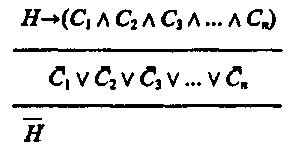 H→(C₁ ∧ C₂ ∧ C₃ ∧ ... ∧ Cₙ)
C̄₁ ∨ C̄₂ ∨ C̄₃ ∨ ... ∨ C̄ₙ
H̄